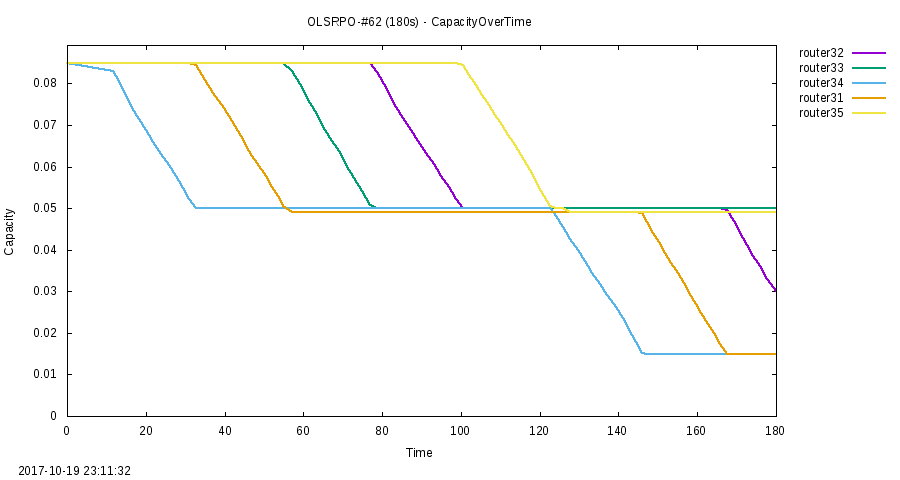 OLSRPO-#62 (180s) - CapacityOverTime
router32
router33
router34
router31
router35
0.08
0.07
0.06
0.05
0.04
0.03
0.02
0.01
0
Capacity
0 20 40 60 80 100 120 140 160 180
Time
2017-10-19 23:11:32